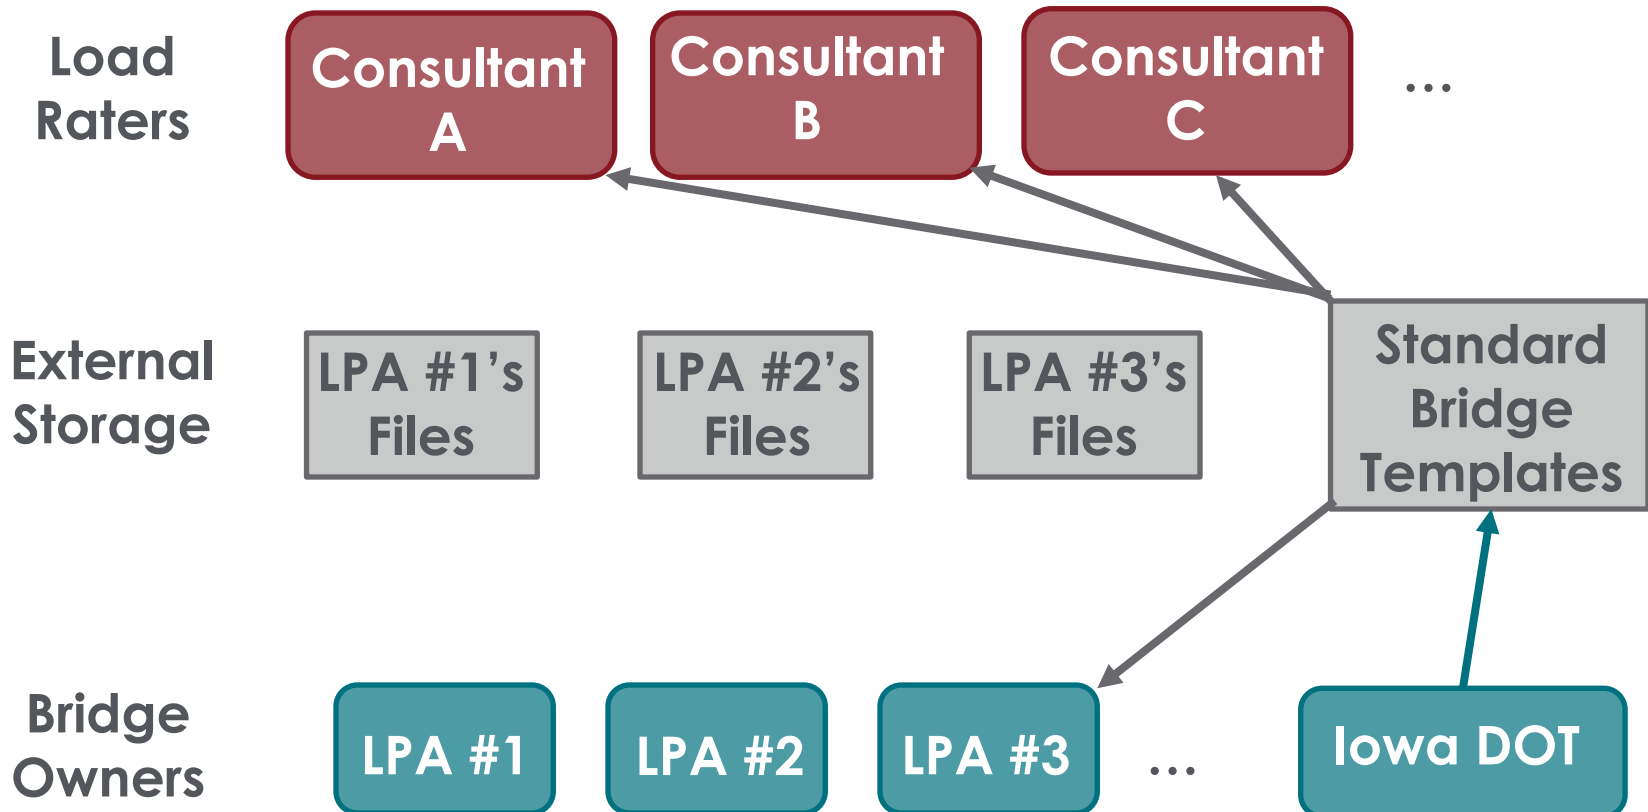 Load
Raters
Consultant
A
Consultant
B
Consultant
C
...
External
Storage
LPA #1’s
Files
LPA #2’s
Files
LPA #3’s
Files
Standard
Bridge
Templates
Bridge
Owners
LPA #1
LPA #2
LPA #3
...
Iowa DOT